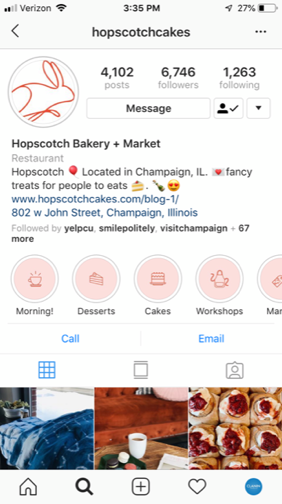 Verizon 3:35 PM 27%
hopscotchcakes
4,102 6,746 1,263
posts followers following
Message
Hopscotch Bakery + Market
Restaurant
Hopscotch 🎈 Located in Champaign, IL. 💌 fancy
treats for people to eats 🍰. 🍾😍
www.hopscotchcakes.com/blog-1/
802 w John Street, Champaign, Illinois
Followed by yelpcu, smilepolitely, visitchampaign + 67
more
Morning! Desserts Cakes Workshops Mar
Call Email